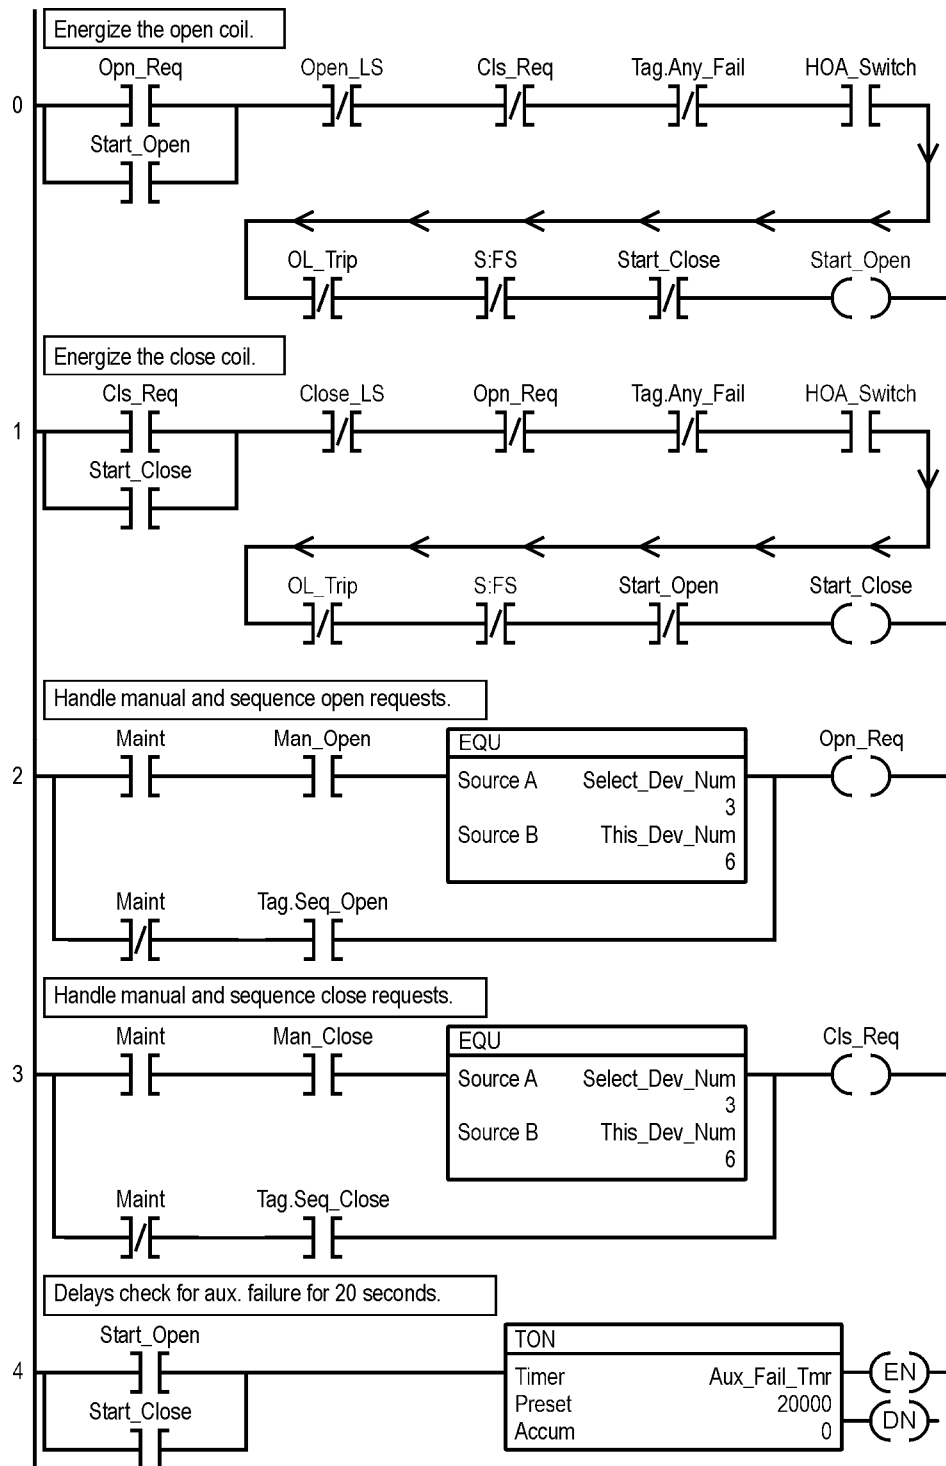 Energize the open coil.
Opn_Req Open_LS Cls_Req Tag.Any_Fail HOA_Switch
0
Start_Open
OL_Trip S:FS Start_Close Start_Open
Energize the close coil.
Cls_Req Close_LS Opn_Req Tag.Any_Fail HOA_Switch
1
Start_Close
OL_Trip S:FS Start_Open Start_Close
Handle manual and sequence open requests.
Maint Man_Open EQU Opn_Req
2 Source A Select_Dev_Num
3
Source B This_Dev_Num
6
Maint Tag.Seq_Open
Handle manual and sequence close requests.
Maint Man_Close EQU Cls_Req
3 Source A Select_Dev_Num
3
Source B This_Dev_Num
6
Maint Tag.Seq_Close
Delays check for aux. failure for 20 seconds.
Start_Open TON
4 Timer Aux_Fail_Tmr EN
Start_Close Preset 20000 DN
Accum 0